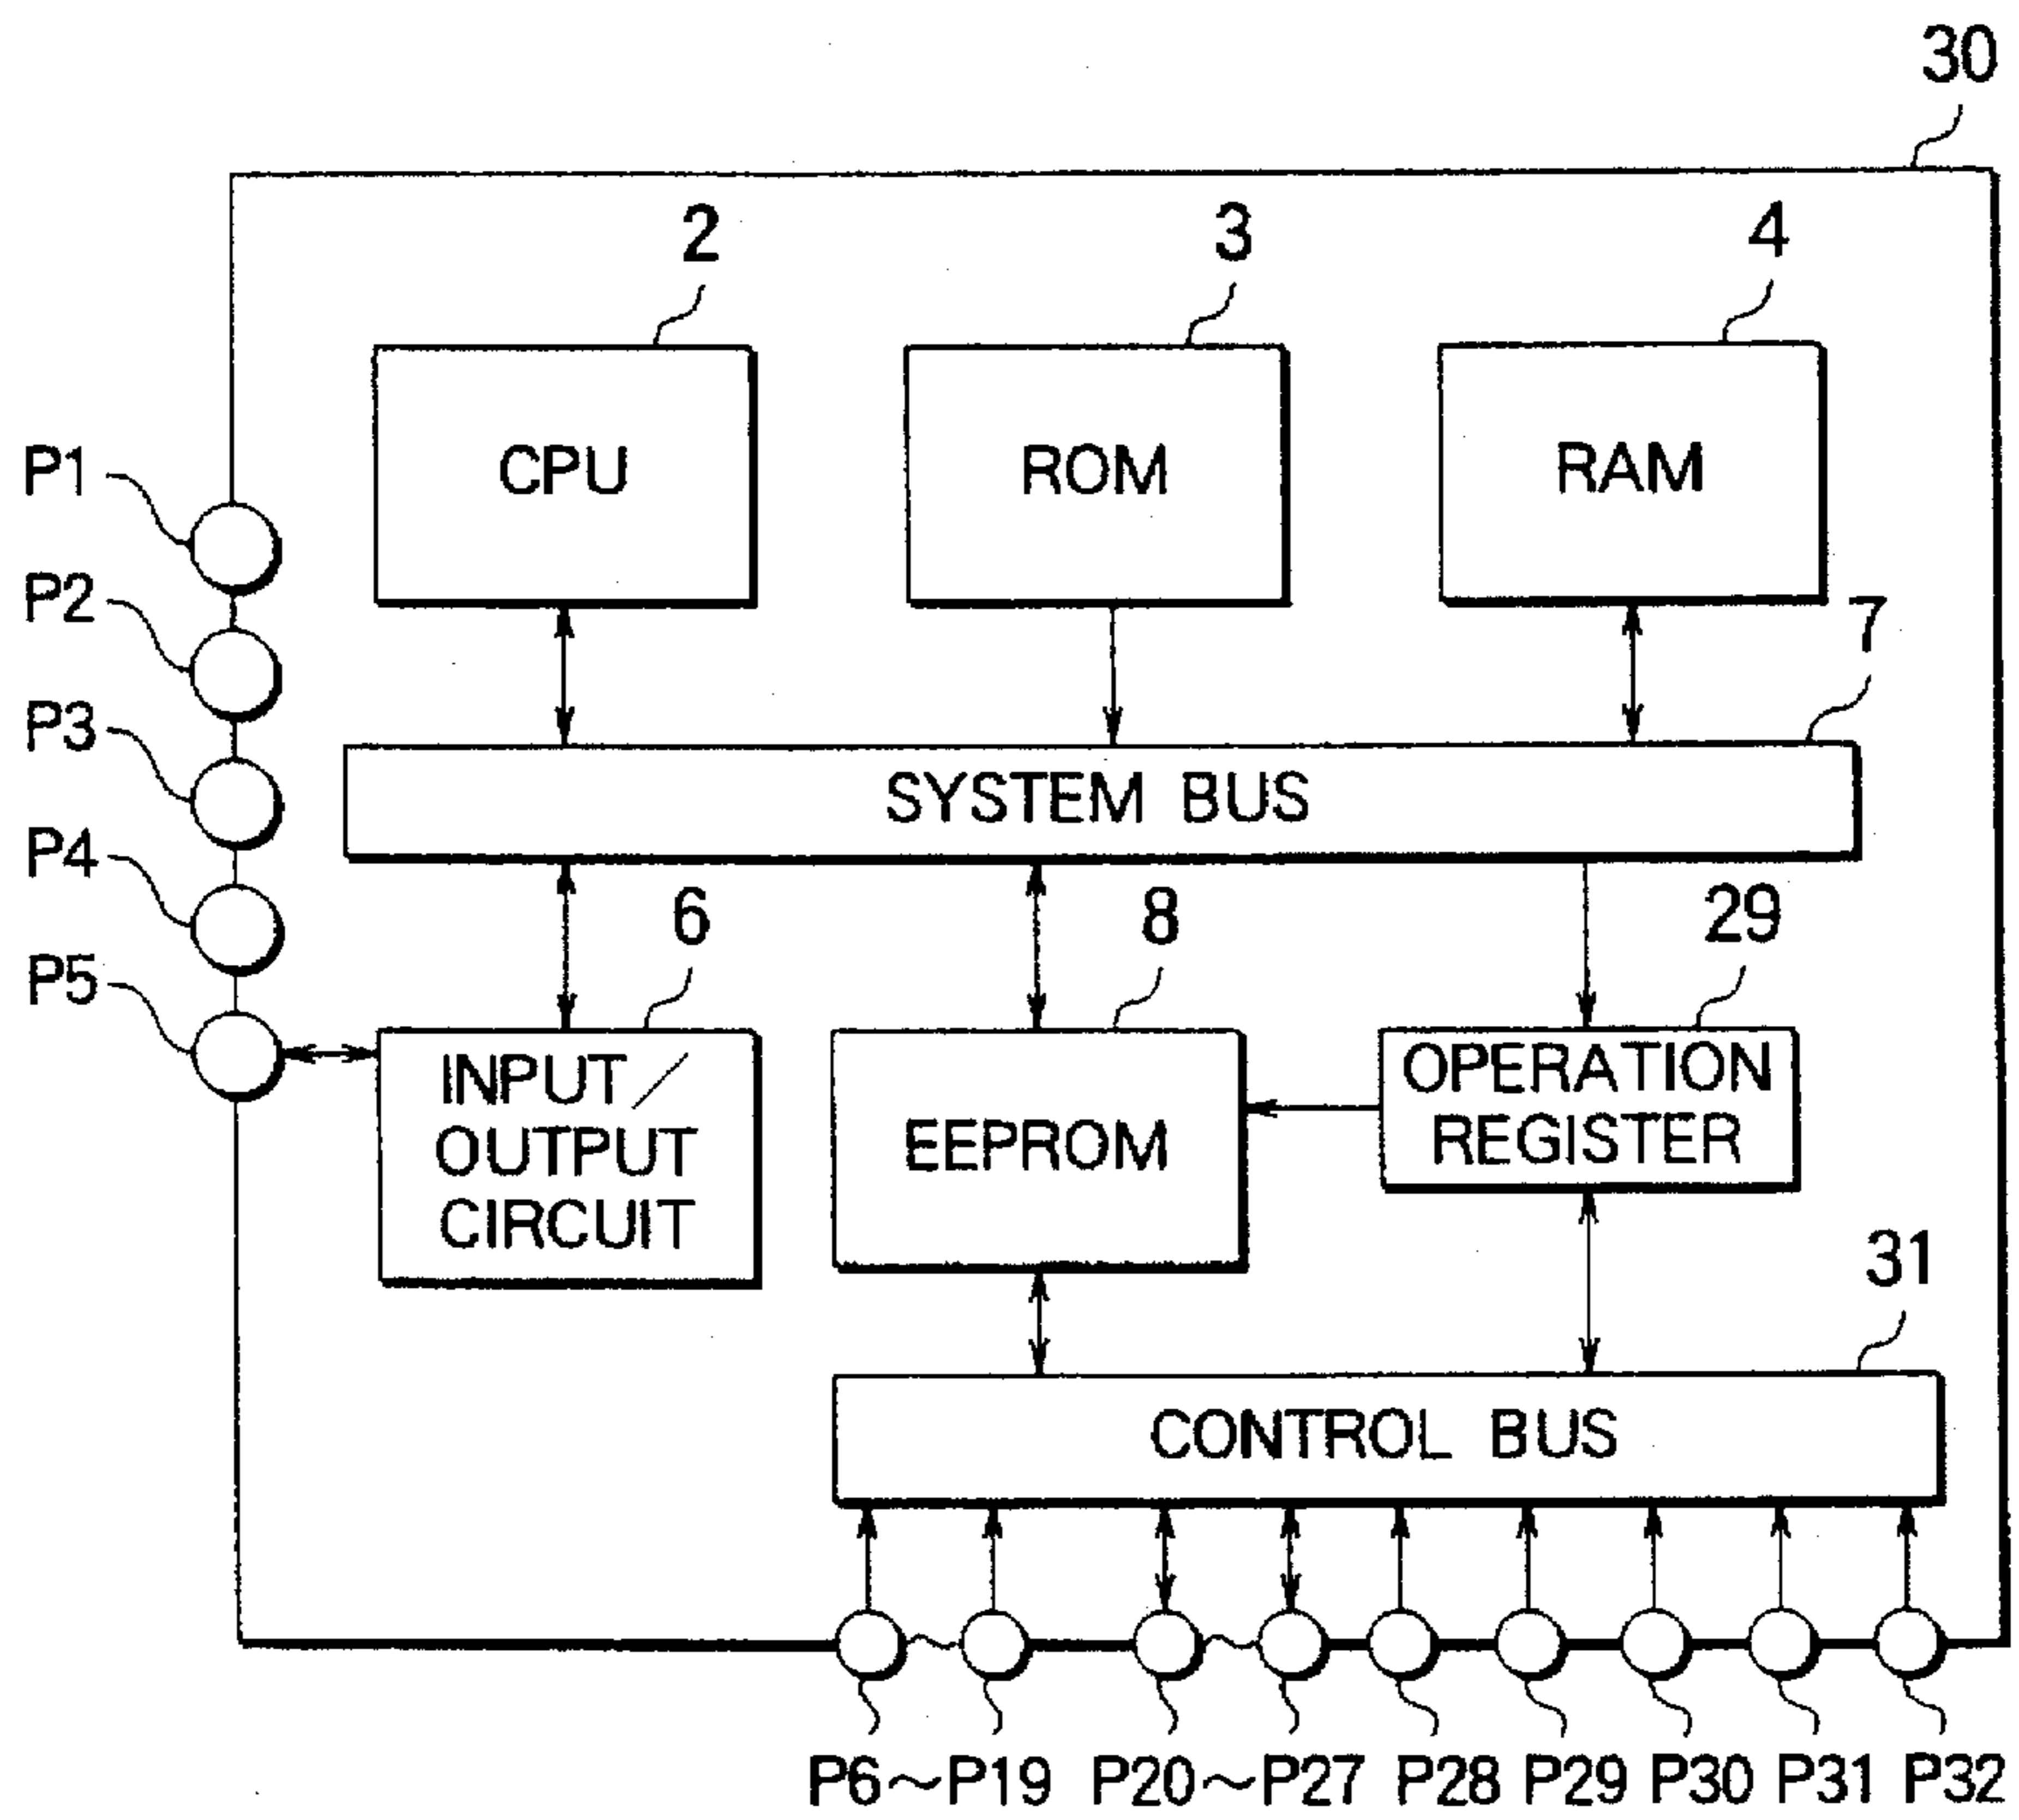 30
2
3
4
CPU
ROM
RAM
P1
P2
P3
P4
P5
7
SYSTEM BUS
6
8
29
INPUT/
OUTPUT
CIRCUIT
EEPROM
OPERATION
REGISTER
31
CONTROL BUS
P6~P19 P20~P27 P28 P29 P30 P31 P32